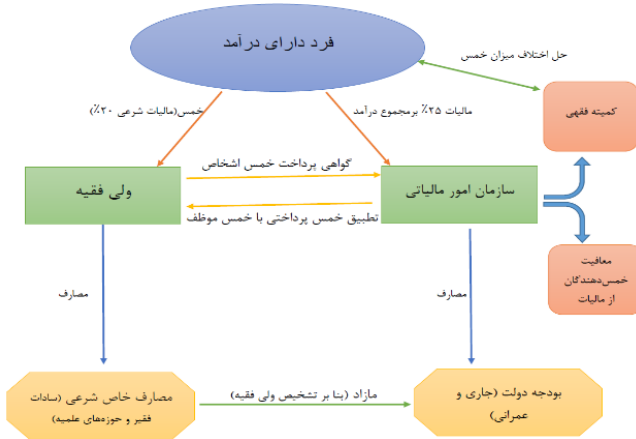 فرد دارای درآمد
حل اختلاف میزان خمس
کمیته فقهی
مالیات ۲۵٪ برمجموع درآمد
خمس(مالیات شرعی ۲۰٪)
گواهی پرداخت خمس اشخاص
سازمان امور مالیاتی
ولی فقیه
تطبیق خمس پرداختی با خمس موظف
معافیت
خمس‌دهندگان
از مالیات
مصارف
مصارف
بودجه دولت (جاری و
عمرانی)
مازاد (بنا بر تشخیص ولی فقیه)
مصارف خاص شرعی (سادات
فقیر و حوزه‌های علمیه)